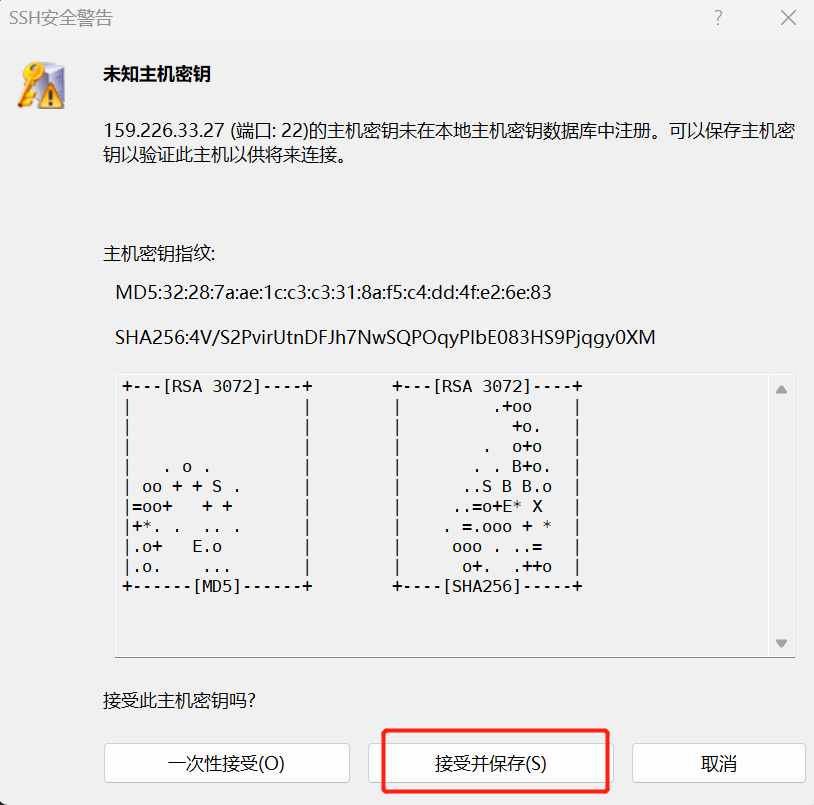 SSH安全警告
未知主机密钥
159.226.33.27 (端口: 22)的主机密钥未在本地主机密钥数据库中注册。可以保存主机密
钥以验证此主机以供将来连接。
主机密钥指纹:
MD5:32:28:7a:ae:1c:c3:c3:31:8a:f5:c4:dd:4f:e2:6e:83
SHA256:4V/S2PvirUtnDFJh7NwSQPOqyPlbE083HS9Pjqgy0XM
+---[RSA 3072]----+        +---[RSA 3072]----+
|                 |        |         .+oo    |
|                 |        |           +o.   |
|                 |        |        .  o+o   |
|   . o .         |        |       . . B+o.  |
| oo + + S .      |        |      ..S B B.o  |
|=oo+   + +       |        |     ..=o+E* X   |
|+*. .  .. .      |        |    . =.ooo + *  |
|.o+   E.o        |        |     ooo . ..=   |
|.o.    ...       |        |      o+.  .++o  |
+------[MD5]------+        +----[SHA256]-----+
接受此主机密钥吗?
一次性接受(O) 接受并保存(S) 取消